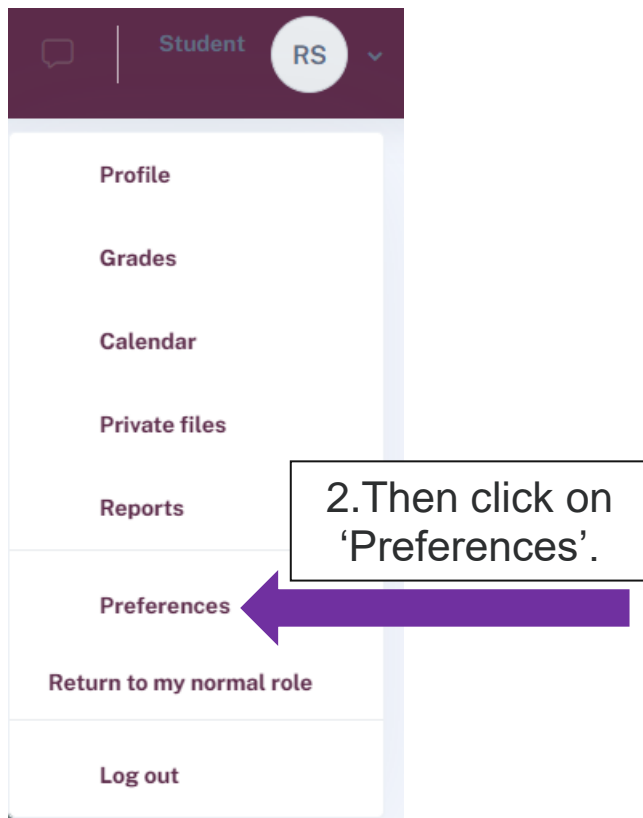 Student
RS
Profile
Grades
Calendar
Private files
Reports
2.Then click on
‘Preferences’.
Preferences
Return to my normal role
Log out